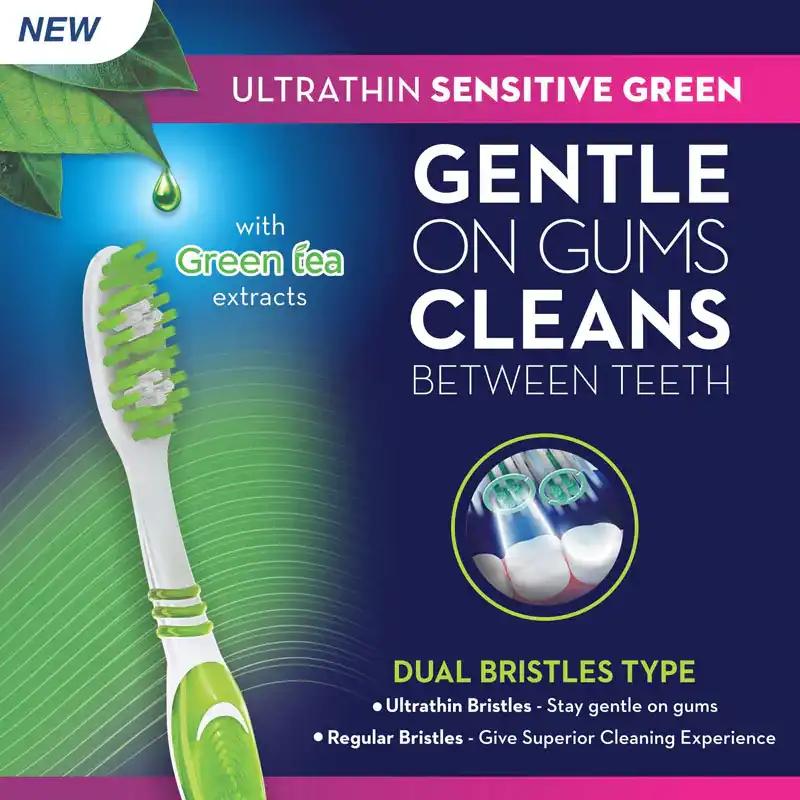 NEW
ULTRATHIN SENSITIVE GREEN
GENTLE
ON GUMS
CLEANS
BETWEEN TEETH
with
Green tea
extracts
DUAL BRISTLES TYPE
• Ultrathin Bristles - Stay gentle on gums
• Regular Bristles - Give Superior Cleaning Experience